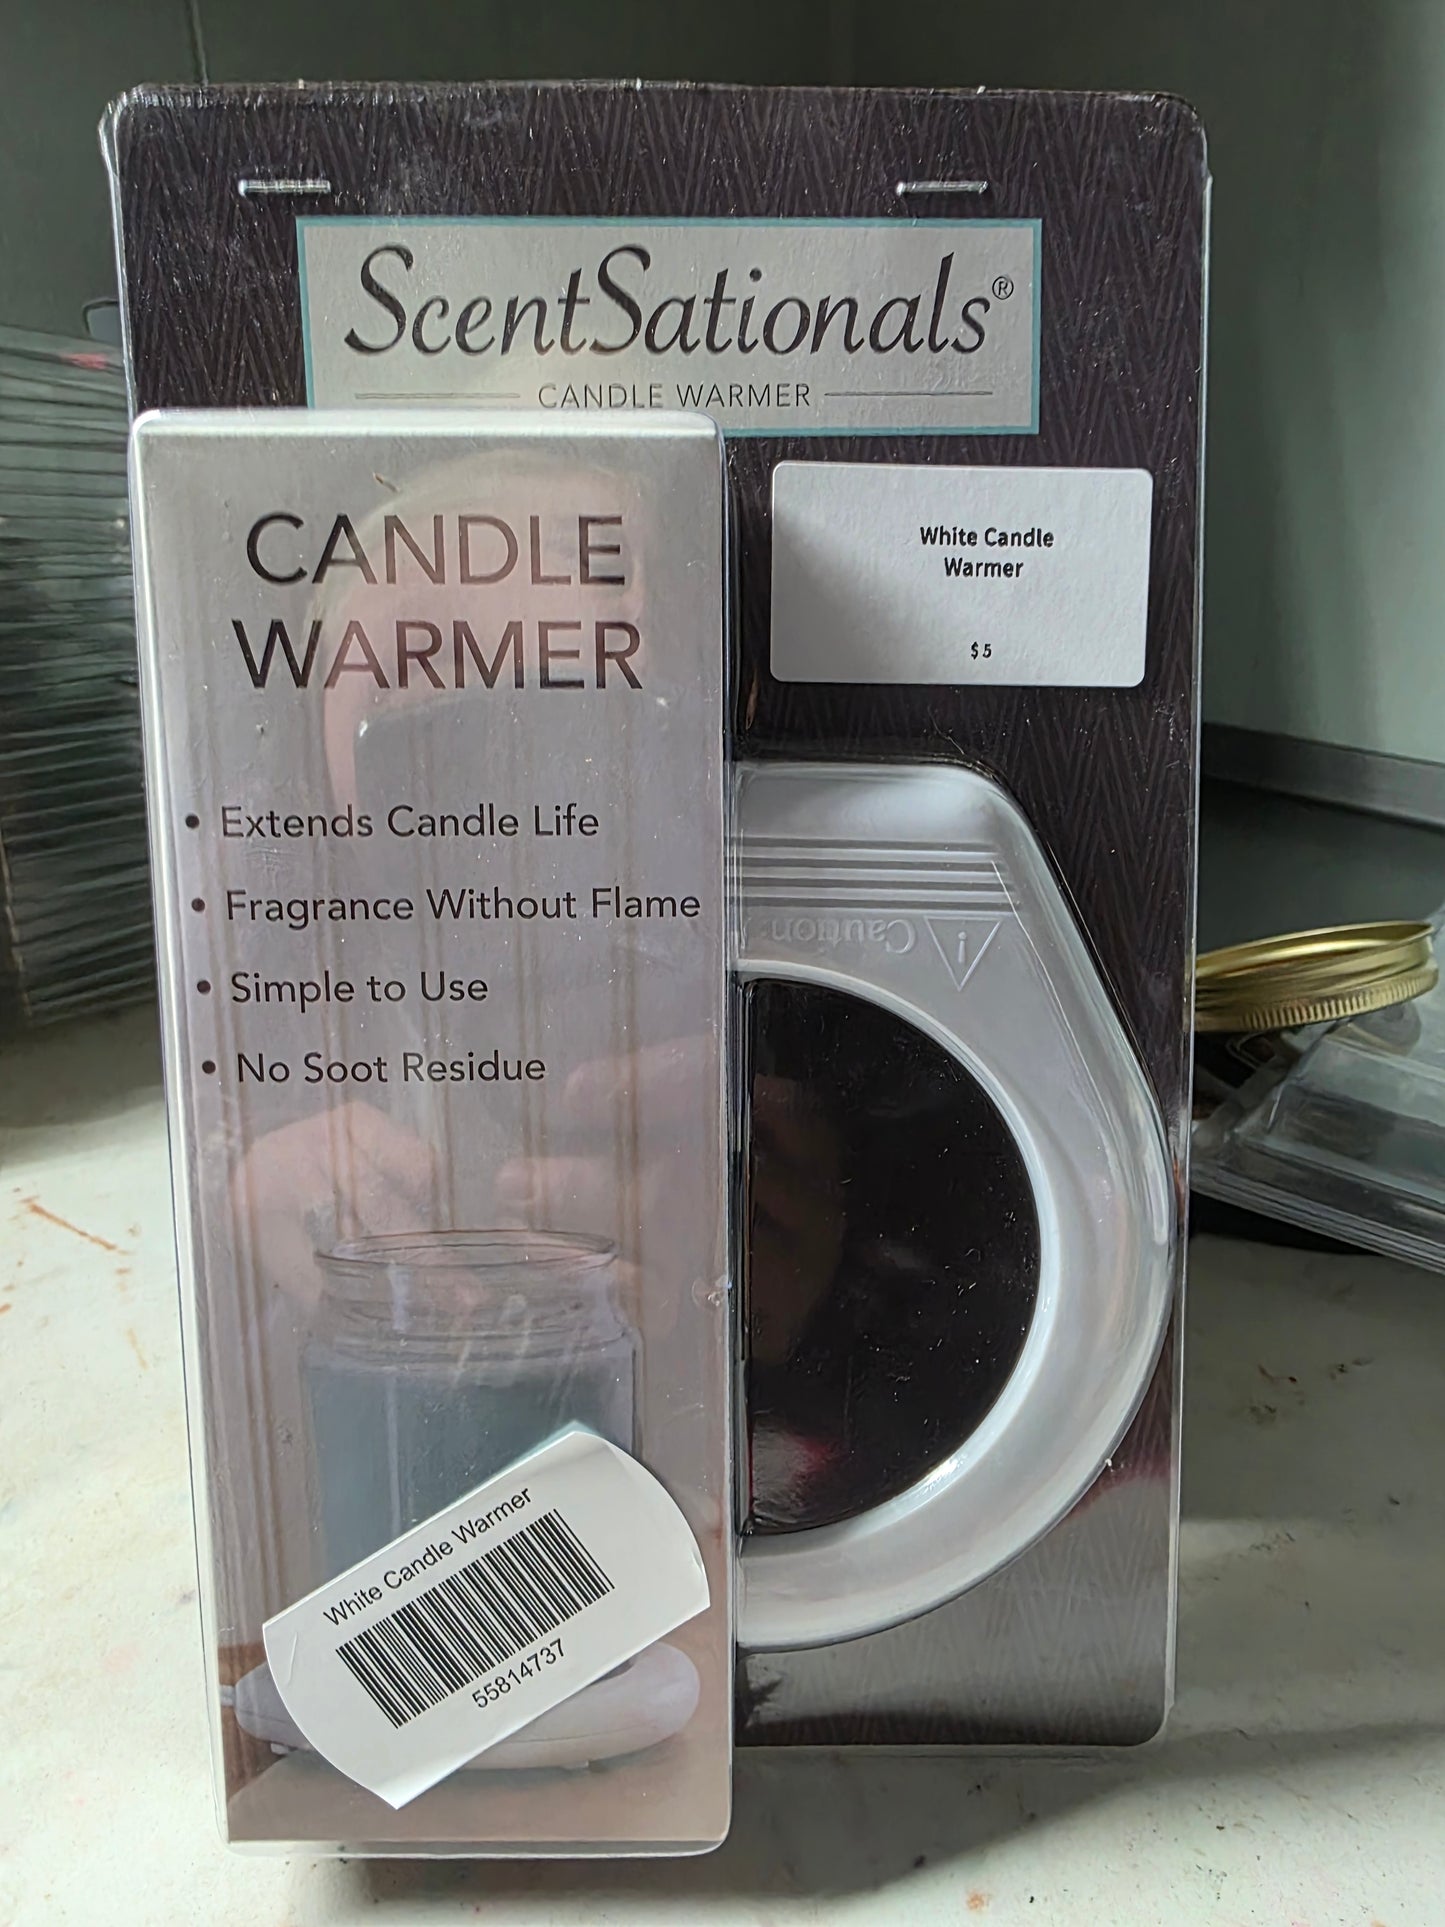 ScentSationals®
CANDLE WARMER
CANDLE
WARMER
White Candle
Warmer
$5
• Extends Candle Life
• Fragrance Without Flame
• Simple to Use
• No Soot Residue
Caution:
White Candle Warmer
55814737